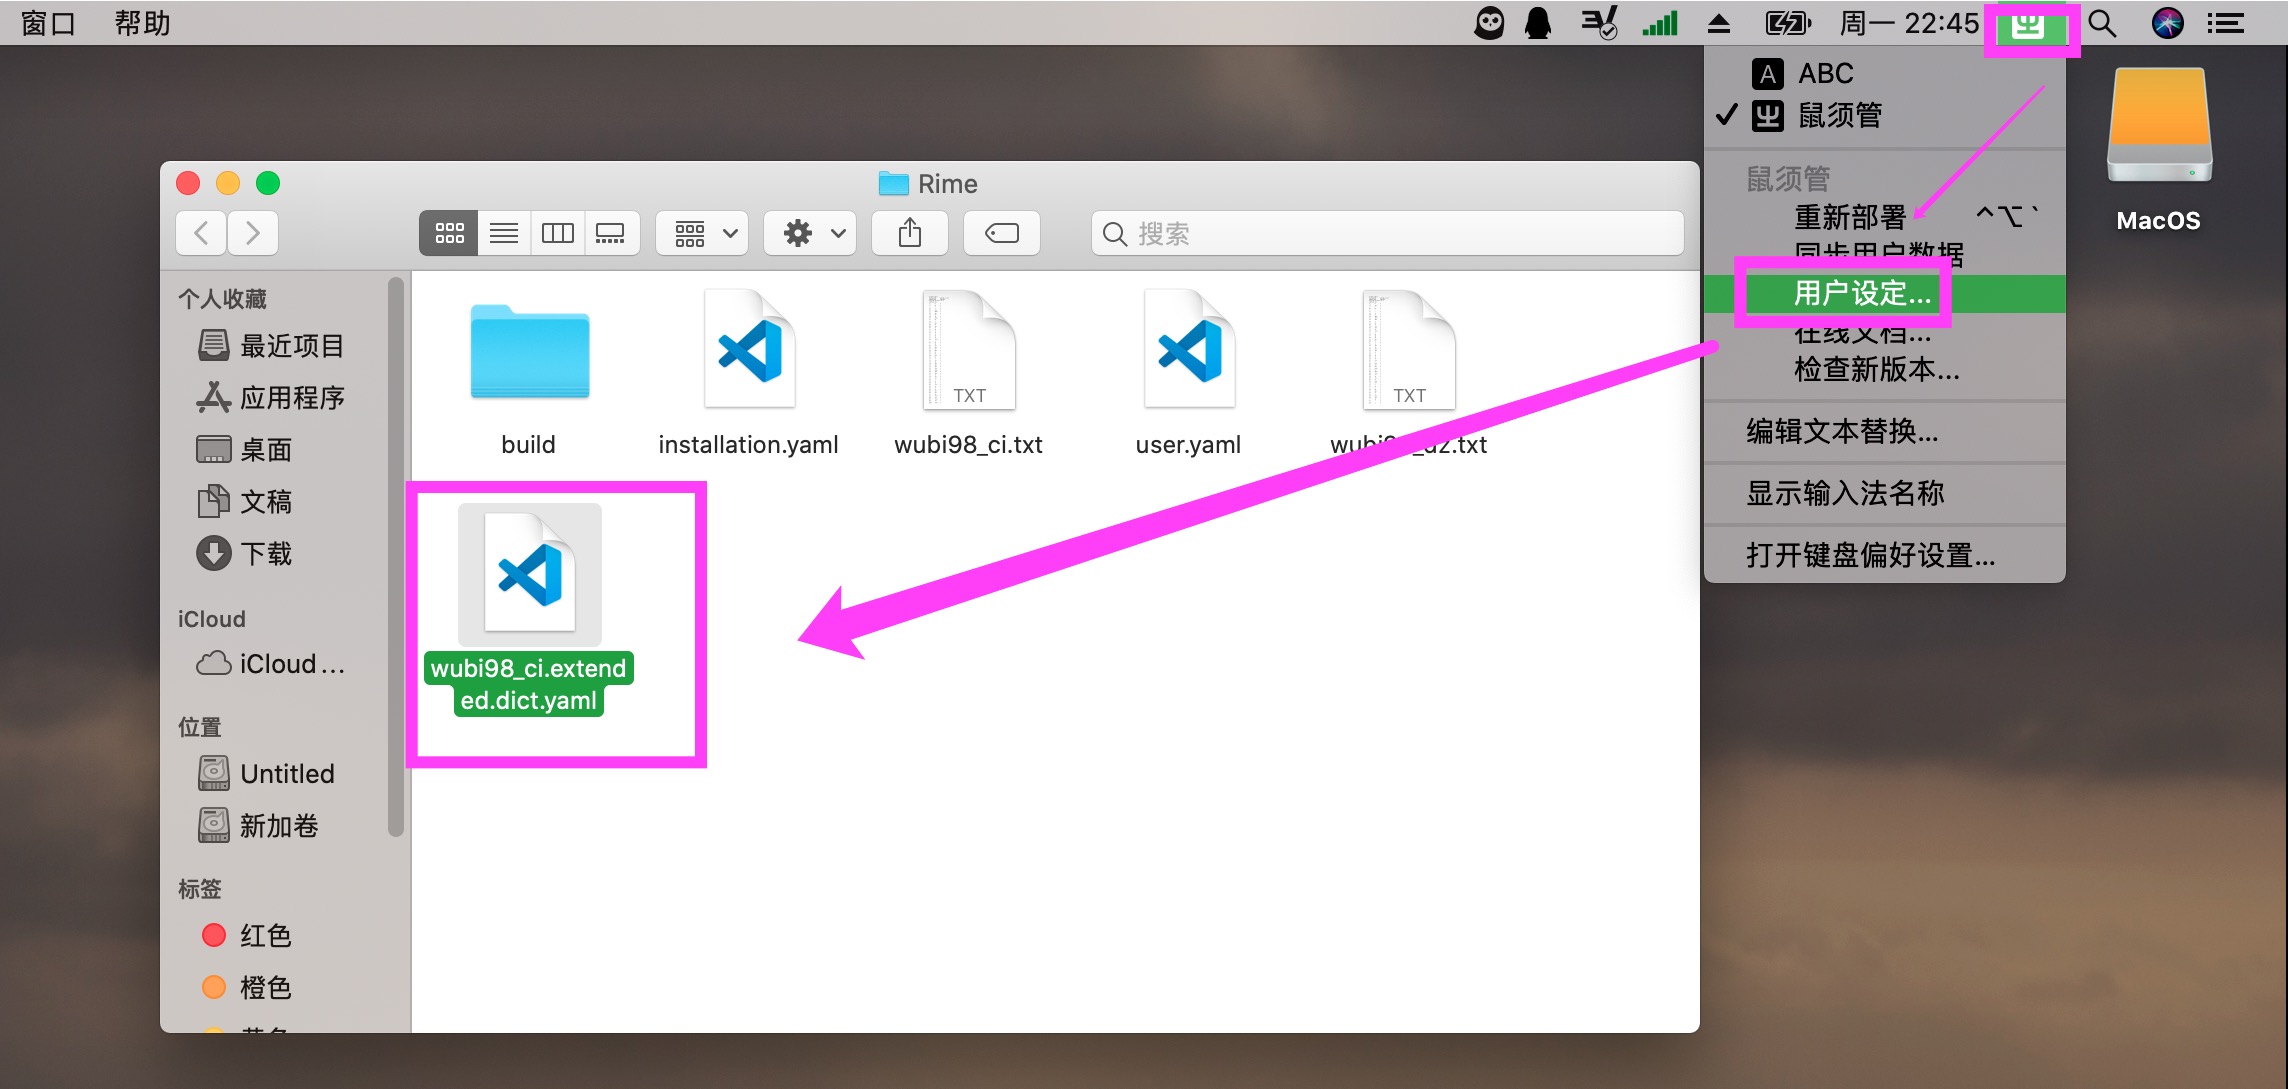 窗口 帮助
周一 22:45
A ABC
鼠须管
鼠须管
重新部署 ^⌥`
同步用户数据
用户设定...
在线文档...
检查新版本...
编辑文本替换...
显示输入法名称
打开键盘偏好设置...
MacOS
Rime
搜索
个人收藏
最近项目
应用程序
桌面
文稿
下载
iCloud
iCloud...
位置
Untitled
新加卷
标签
红色
橙色
黄色
build
installation.yaml
TXT
wubi98_ci.txt
user.yaml
TXT
wubi98_dz.txt
wubi98_ci.extend
ed.dict.yaml